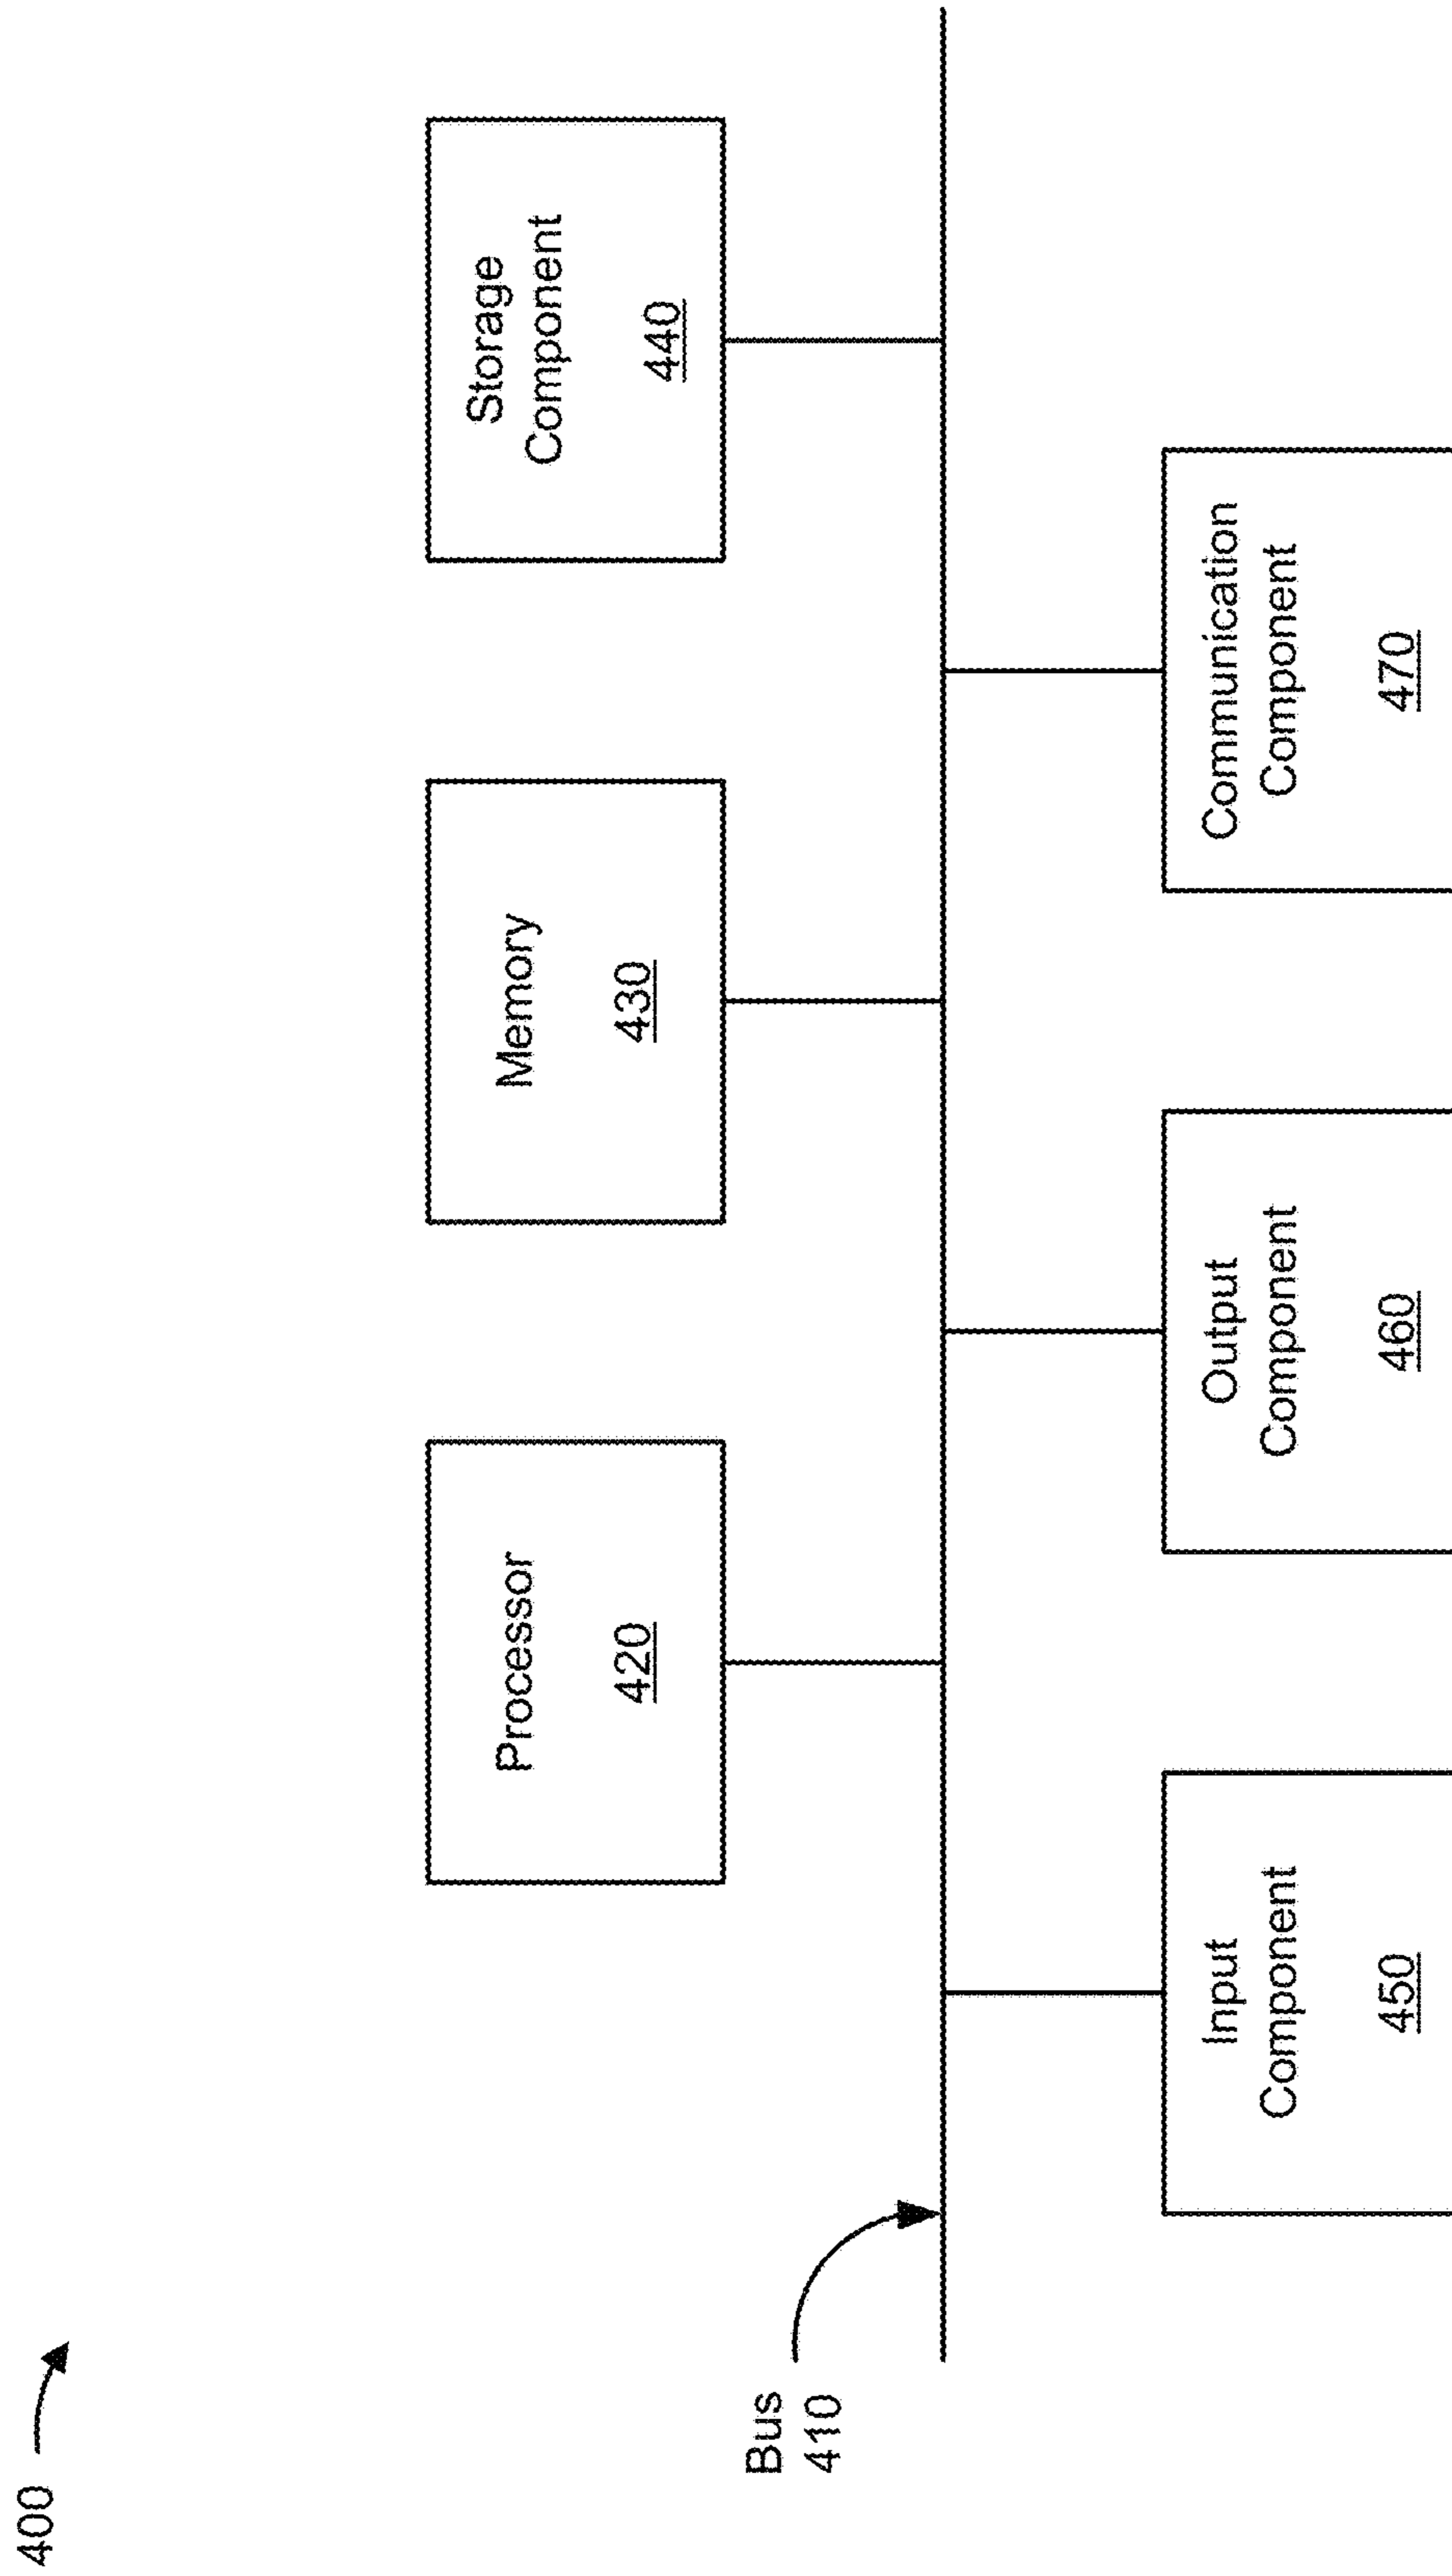 400
Bus
410
Processor
420
Memory
430
Storage
Component
440
Input
Component
450
Output
Component
460
Communication
Component
470